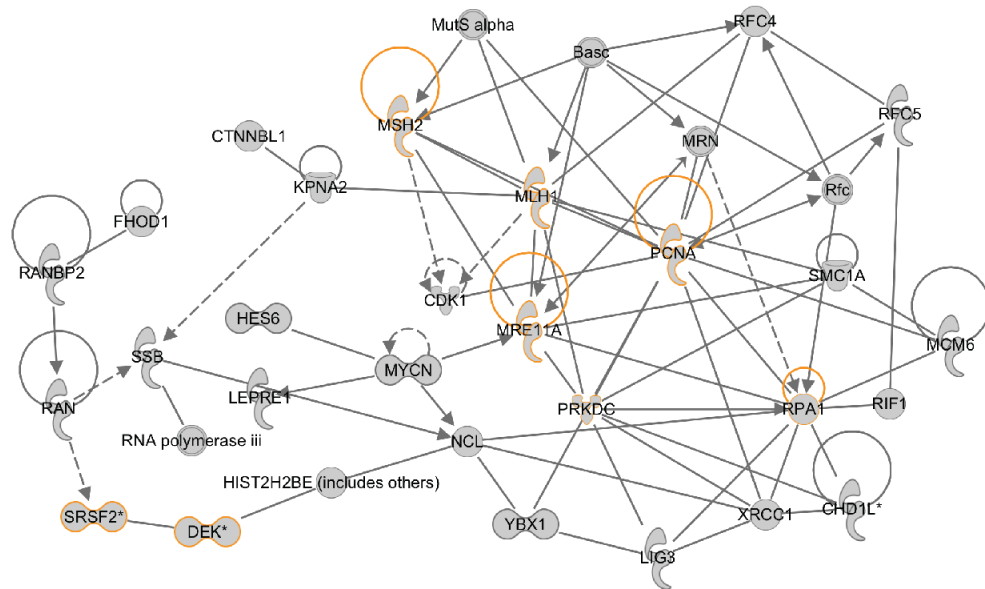 MutS alpha
RFC4
Basc
MSH2
RFC5
CTNNBL1
MRN
KPNA2
MLH1
Rfc
FHOD1
PCNA
RANBP2
SMC1A
CDK1
HES6
MRE11A
MCM6
SSB
MYCN
LEPRE1
RAN
PRKDC
RPA1
RIF1
RNA polymerase iii
NCL
HIST2H2BE (includes others)
SRSF2*
DEK*
YBX1
XRCC1
CHD1L*
LIG3